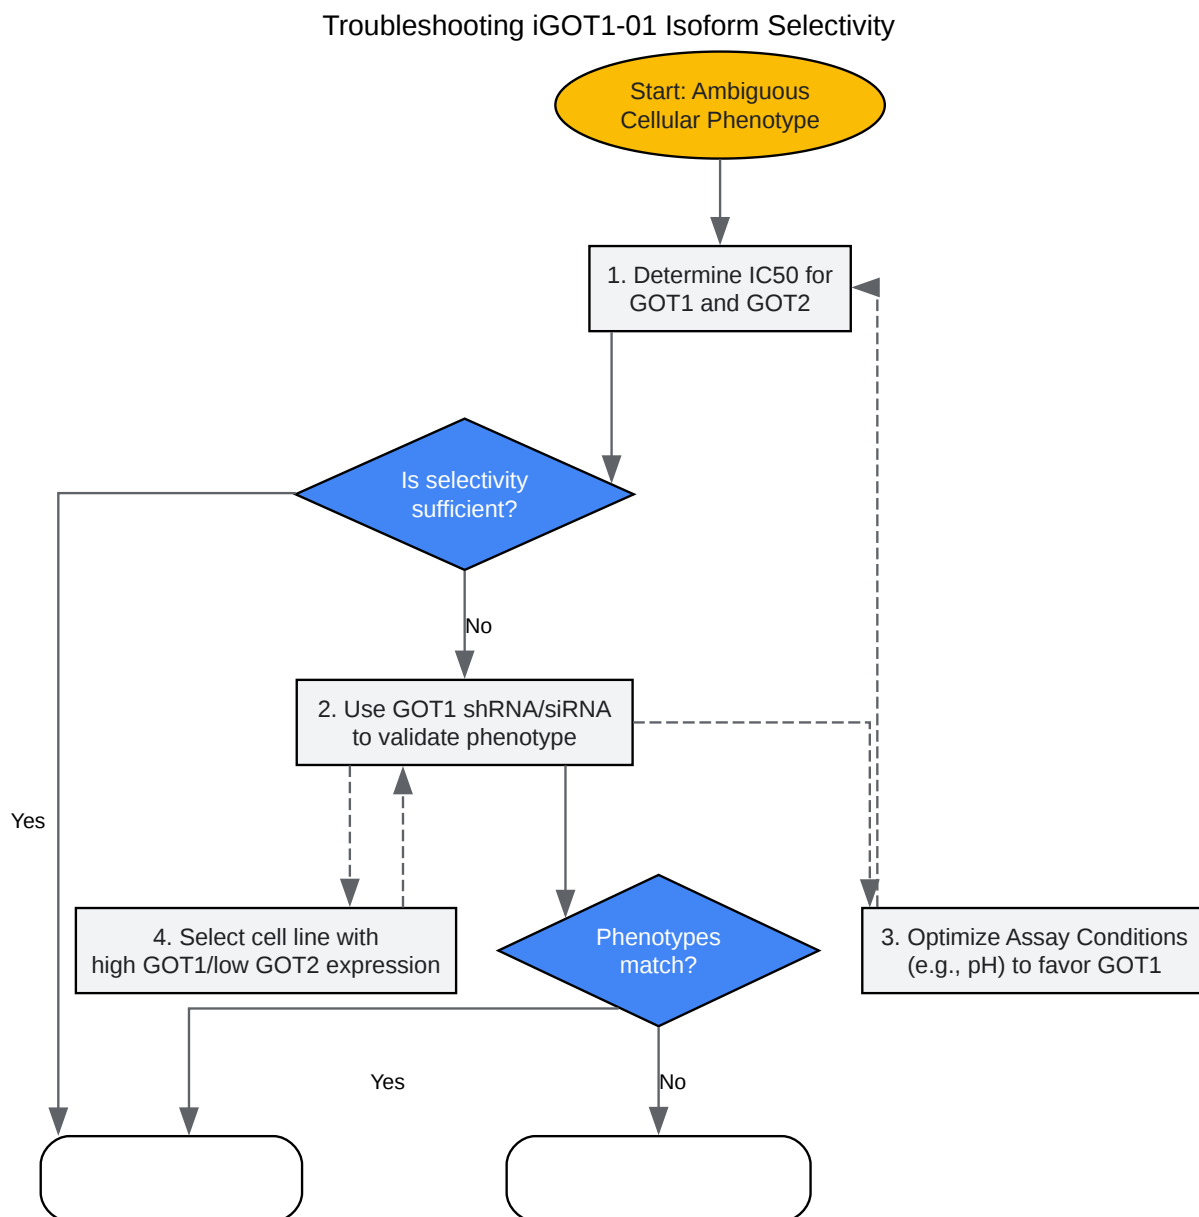 Troubleshooting iGOT1-01 Isoform Selectivity
Start: Ambiguous
Cellular Phenotype
1. Determine IC50 for
GOT1 and GOT2
Is selectivity
sufficient?
No
2. Use GOT1 shRNA/siRNA
to validate phenotype
Yes
4. Select cell line with
high GOT1/low GOT2 expression
Phenotypes
match?
3. Optimize Assay Conditions
(e.g., pH) to favor GOT1
Yes
No